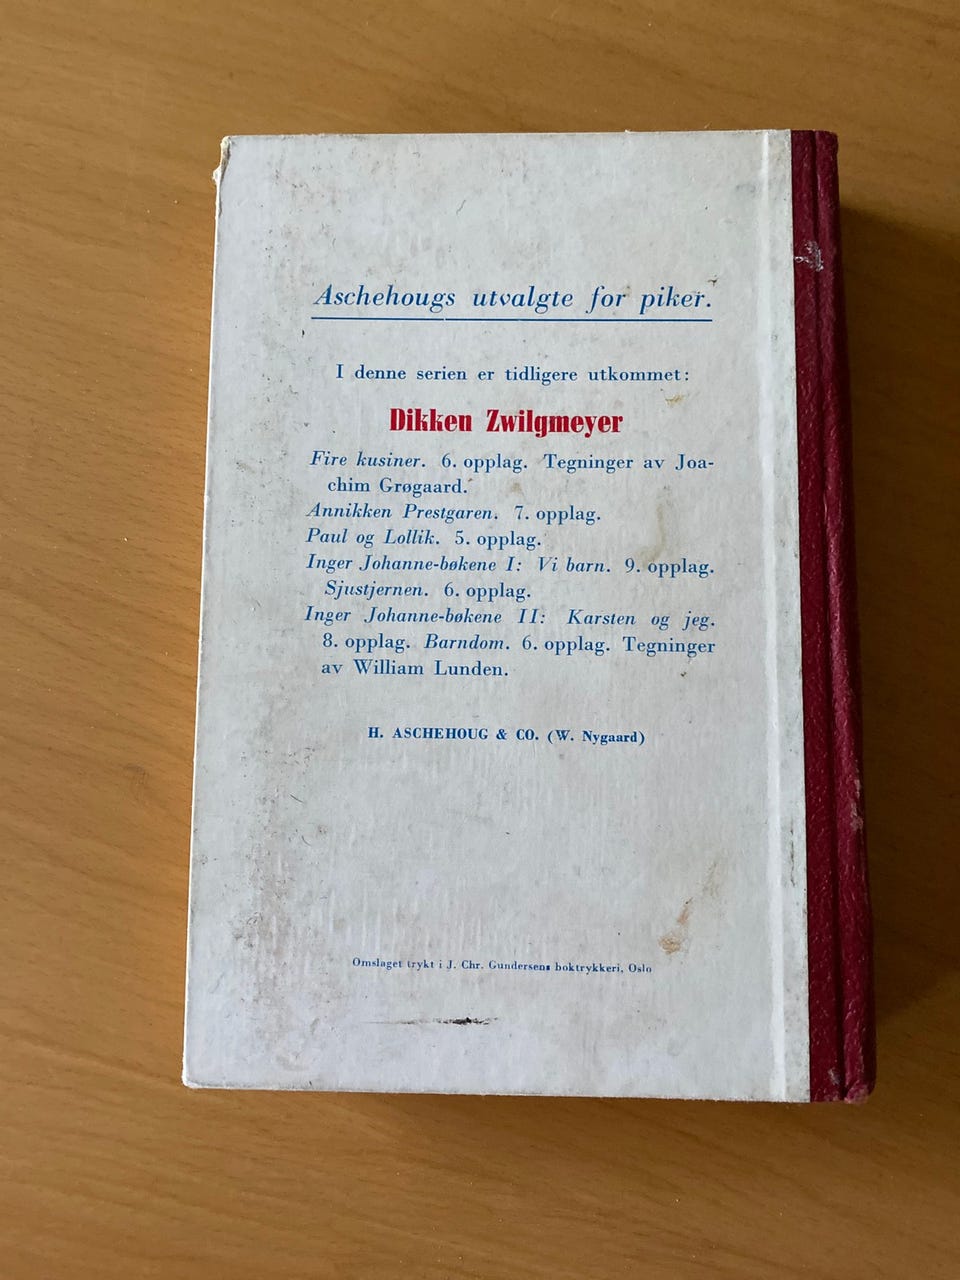 Aschehougs utvalgte for piker.
I denne serien er tidligere utkommet:
Dikken Zwilgmeyer
Fire kusiner. 6. opplag. Tegninger av Joa-
chim Grøgaard.
Annikken Prestgaren. 7. opplag.
Paul og Lollik. 5. opplag.
Inger Johanne-bøkene I: Vi barn. 9. opplag.
Sjustjernen. 6. opplag.
Inger Johanne-bøkene II: Karsten og jeg.
8. opplag. Barndom. 6. opplag. Tegninger
av William Lunden.
H. ASCHEHOUG & CO. (W. Nygaard)
Omslaget trykt i J. Chr. Gundersens boktrykkeri, Oslo